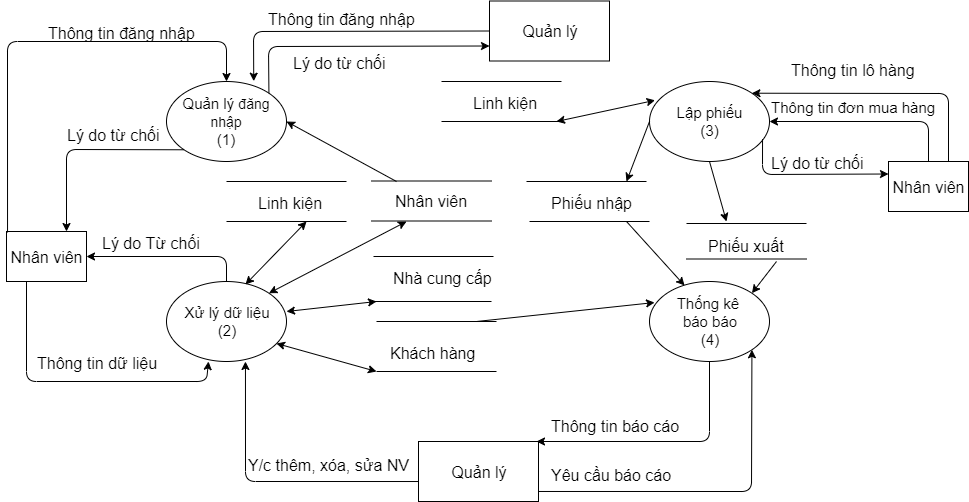 Thông tin đăng nhập
Quản lý
Thông tin đăng nhập
Lý do từ chối
Thông tin lô hàng
Linh kiện
Quản lý đăng
nhập
(1)
Lập phiếu
(3)
Thông tin đơn mua hàng
Lý do từ chối
Lý do từ chối
Nhân viên
Linh kiện
Nhân viên
Phiếu nhập
Phiếu xuất
Nhân viên
Lý do Từ chối
Nhà cung cấp
Xử lý dữ liệu
(2)
Thống kê
báo báo
(4)
Thông tin dữ liệu
Khách hàng
Thông tin báo cáo
Y/c thêm, xóa, sửa NV
Quản lý
Yêu cầu báo cáo